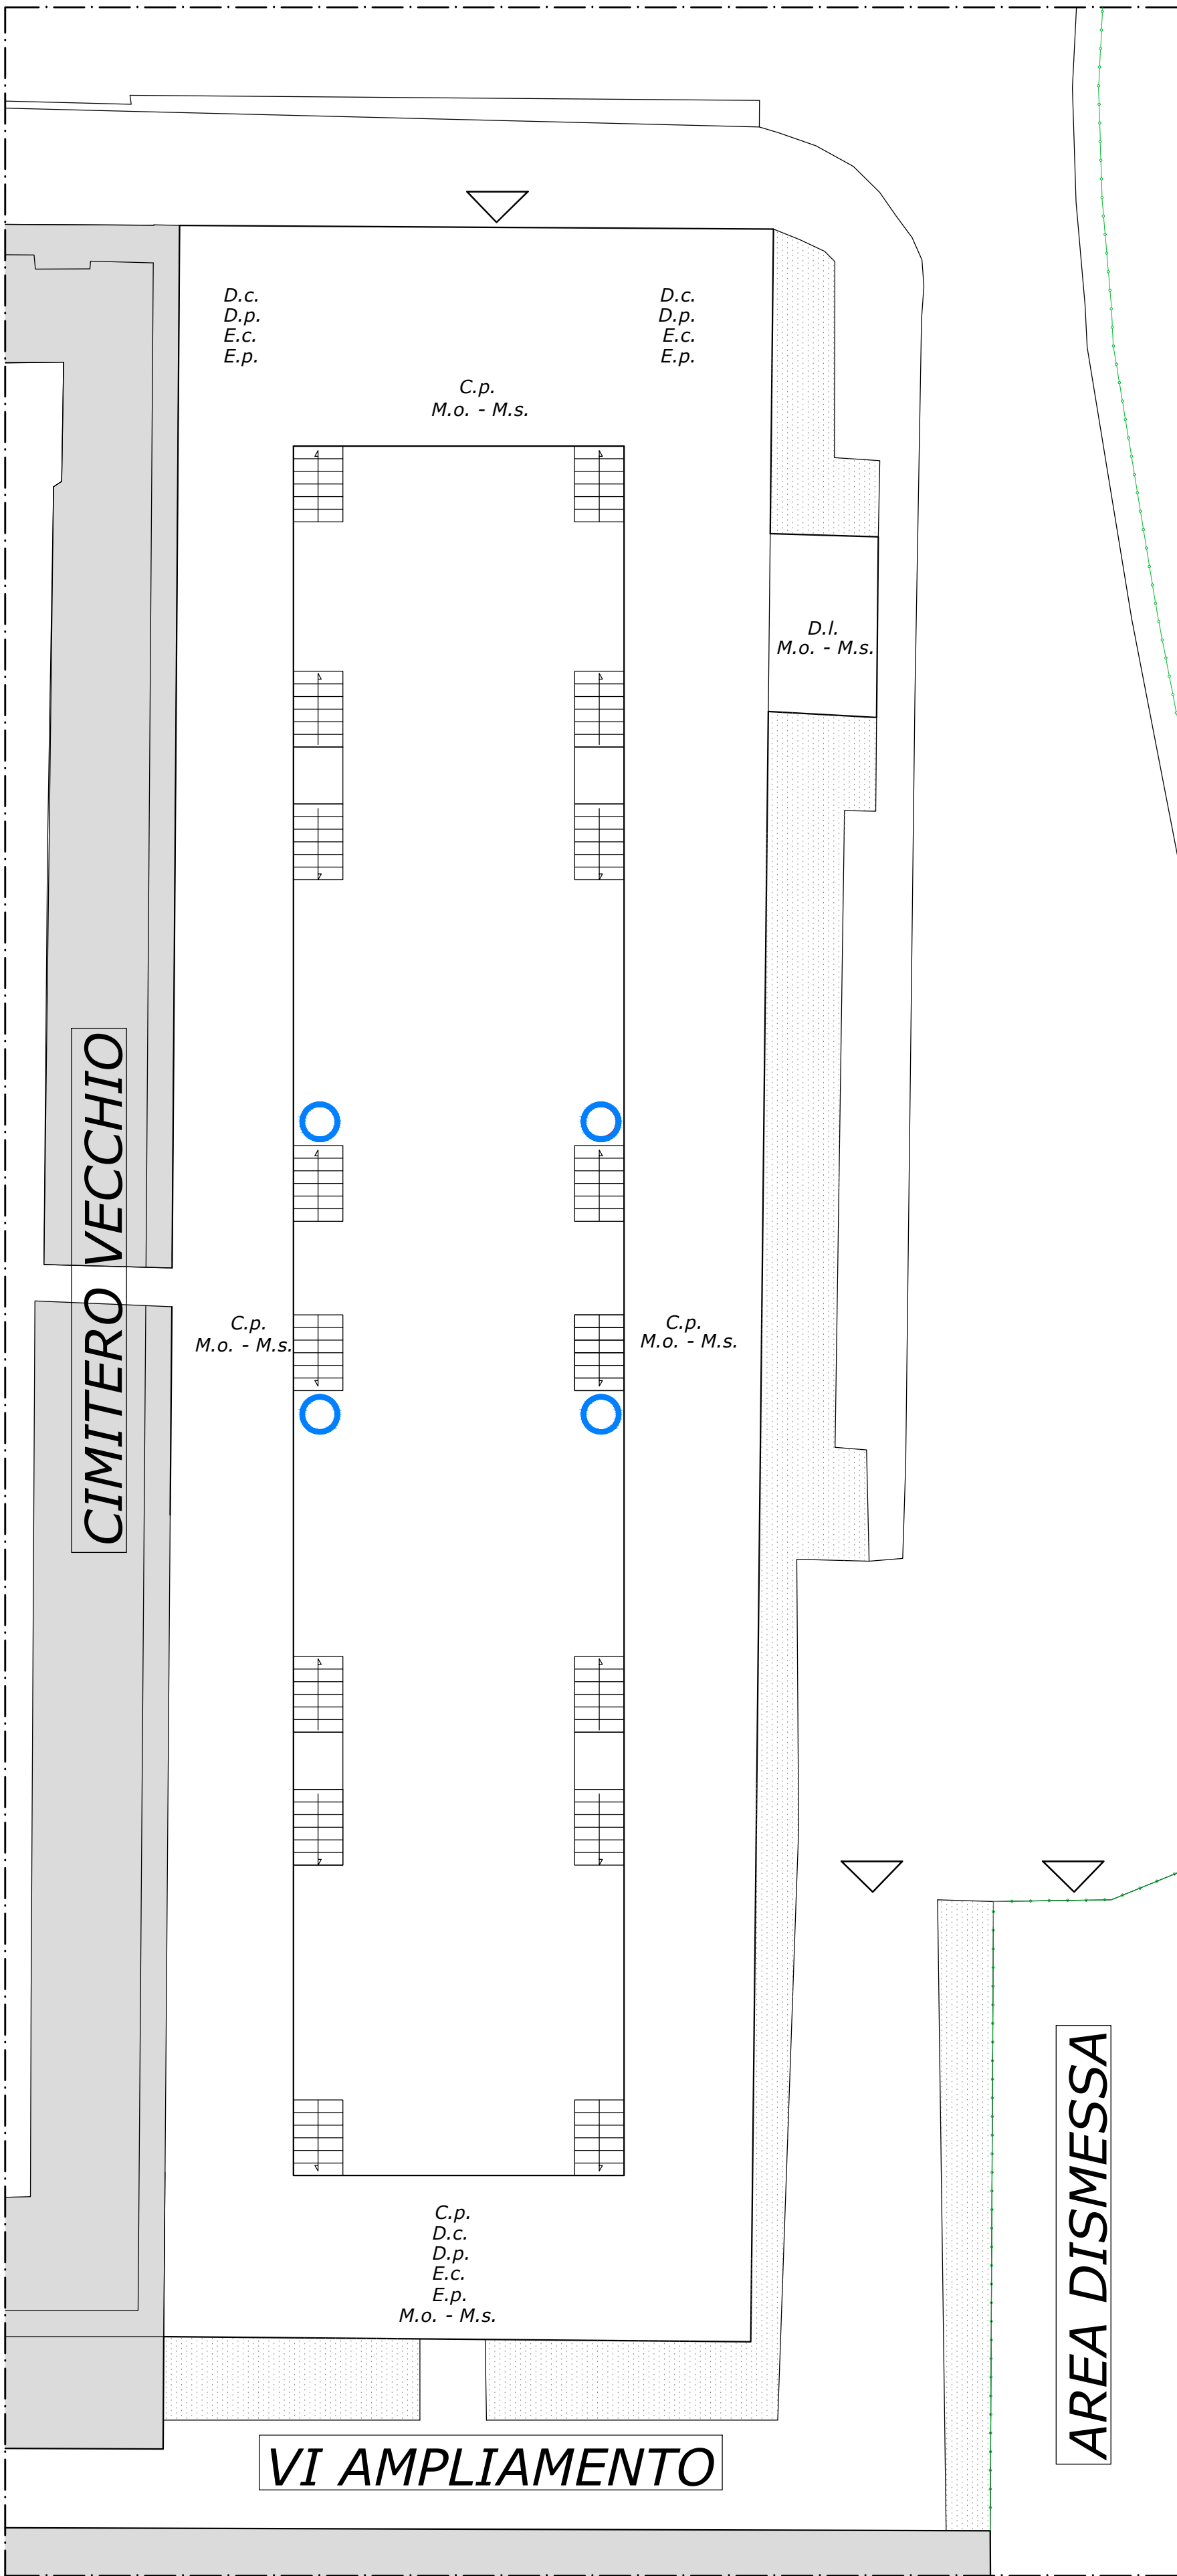 D.c.
D.p.
E.c.
E.p.
D.c.
D.p.
E.c.
E.p.
C.p.
M.o. - M.s.
D.l.
M.o. - M.s.
CIMITERO VECCHIO
C.p.
M.o. - M.s.
C.p.
M.o. - M.s.
C.p.
D.c.
D.p.
E.c.
E.p.
M.o. - M.s.
AREA DISMESSA
VI AMPLIAMENTO